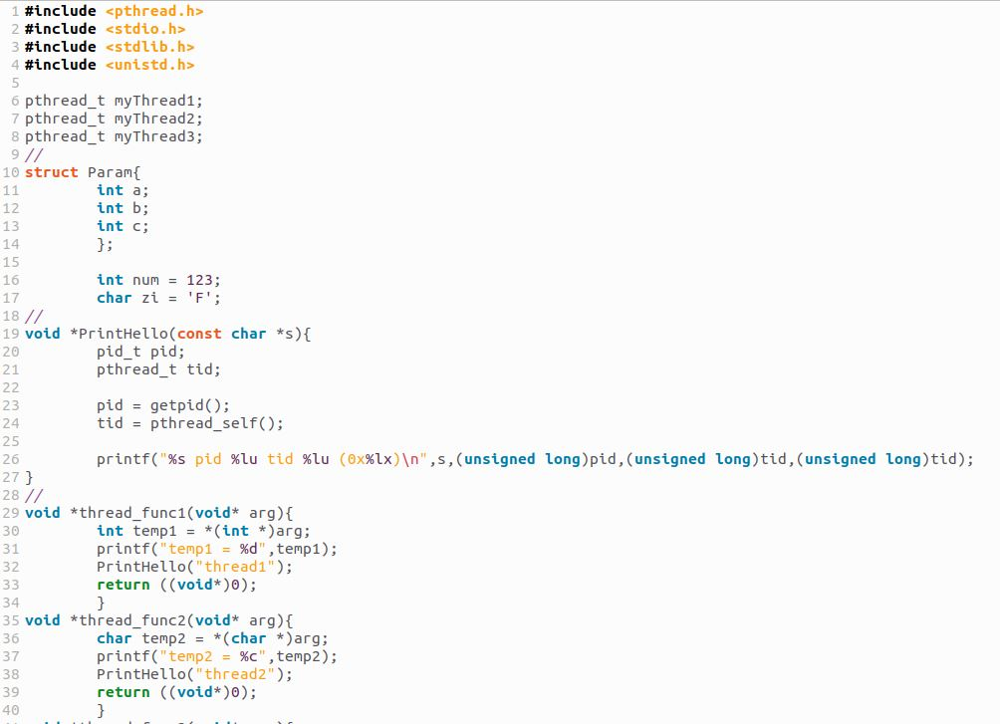 1 #include <pthread.h>
2 #include <stdio.h>
3 #include <stdlib.h>
4 #include <unistd.h>
5
6 pthread_t myThread1;
7 pthread_t myThread2;
8 pthread_t myThread3;
9 //
10 struct Param{
11         int a;
12         int b;
13         int c;
14         };
15
16         int num = 123;
17         char zi = 'F';
18 //
19 void *PrintHello(const char *s){
20         pid_t pid;
21         pthread_t tid;
22
23         pid = getpid();
24         tid = pthread_self();
25
26         printf("%s pid %lu tid %lu (0x%lx)\n",s,(unsigned long)pid,(unsigned long)tid,(unsigned long)tid);
27 }
28 //
29 void *thread_func1(void* arg){
30         int temp1 = *(int *)arg;
31         printf("temp1 = %d",temp1);
32         PrintHello("thread1");
33         return ((void*)0);
34         }
35 void *thread_func2(void* arg){
36         char temp2 = *(char *)arg;
37         printf("temp2 = %c",temp2);
38         PrintHello("thread2");
39         return ((void*)0);
40         }